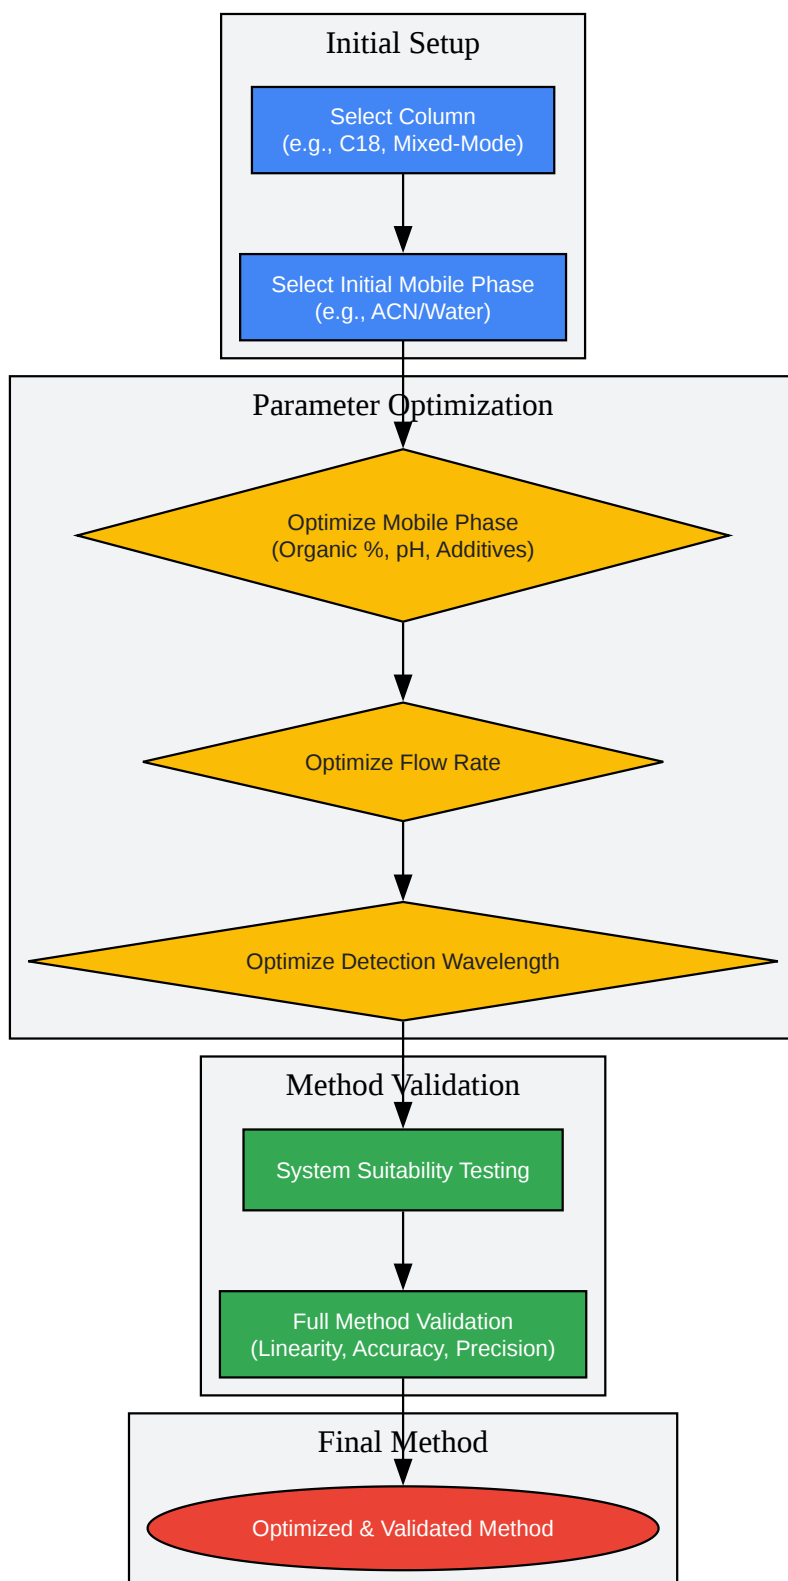 Initial Setup
Select Column
(e.g., C18, Mixed-Mode)
Select Initial Mobile Phase
(e.g., ACN/Water)
Parameter Optimization
Optimize Mobile Phase
(Organic %, pH, Additives)
Optimize Flow Rate
Optimize Detection Wavelength
Method Validation
System Suitability Testing
Full Method Validation
(Linearity, Accuracy, Precision)
Final Method
Optimized & Validated Method